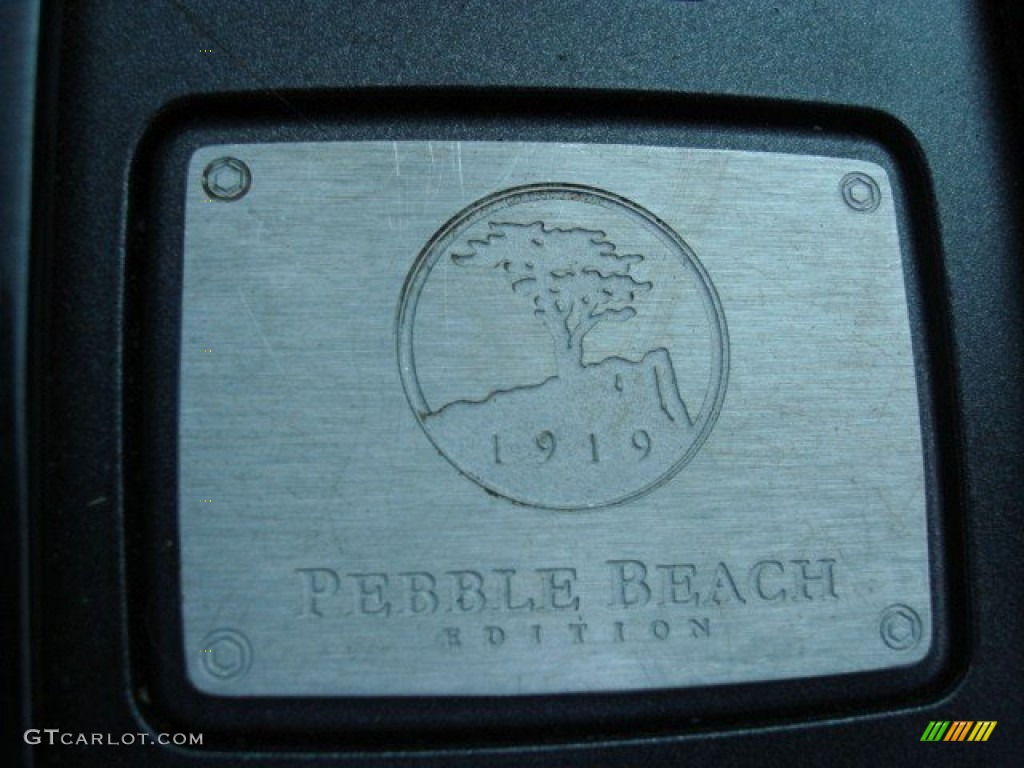 1919
PEBBLE BEACH
EDITION
GTCARLOT.COM